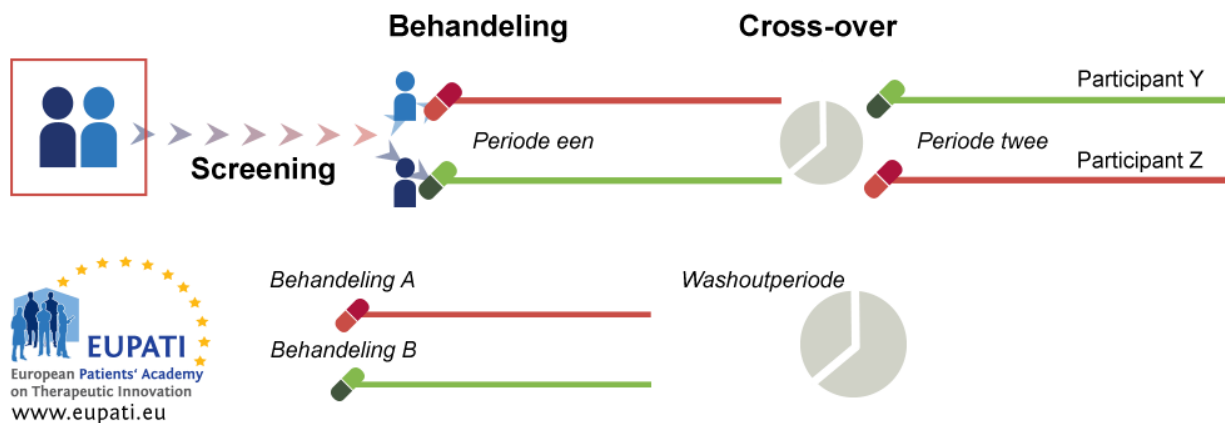 Behandeling
Cross-over
Participant Y
Periode een
Periode twee
Screening
Participant Z
Behandeling A
Washoutperiode
Behandeling B
EUPATI
European Patients' Academy
on Therapeutic Innovation
www.eupati.eu